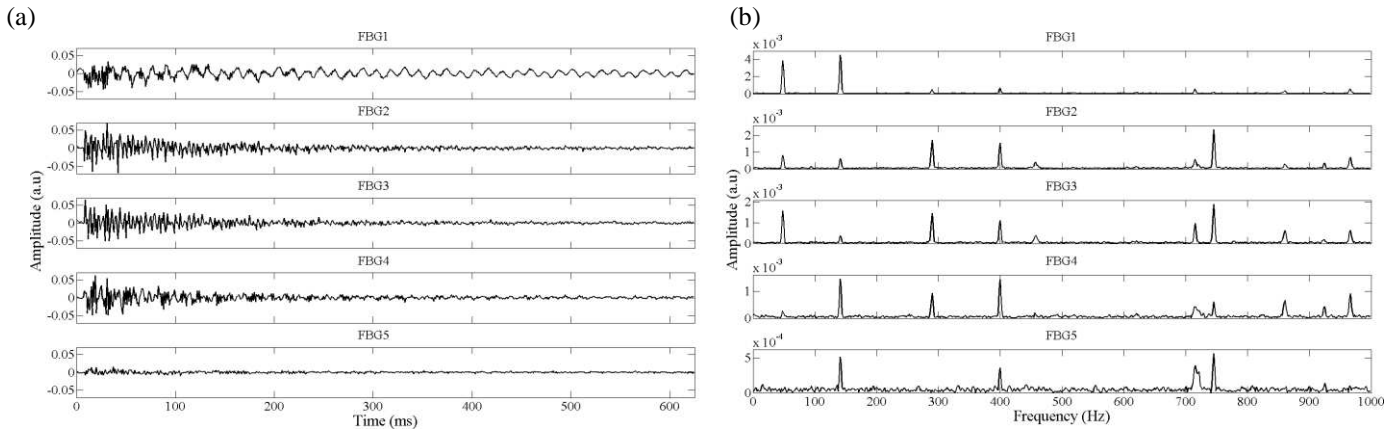 (a)
FBG1
0.05
0
-0.05
FBG2
0.05
0
-0.05
FBG3
0.05
0
-0.05
FBG4
0.05
0
-0.05
FBG5
0.05
0
-0.05
0 100 200 300 400 500 600
Time (ms)
Amplitude (a.u)
(b)
x 10-3 FBG1
4
2
0
x 10-3 FBG2
2
1
0
x 10-3 FBG3
2
1
0
x 10-3 FBG4
1
0
x 10-4 FBG5
5
0
0 100 200 300 400 500 600 700 800 900 1000
Frequency (Hz)
Amplitude (a.u)